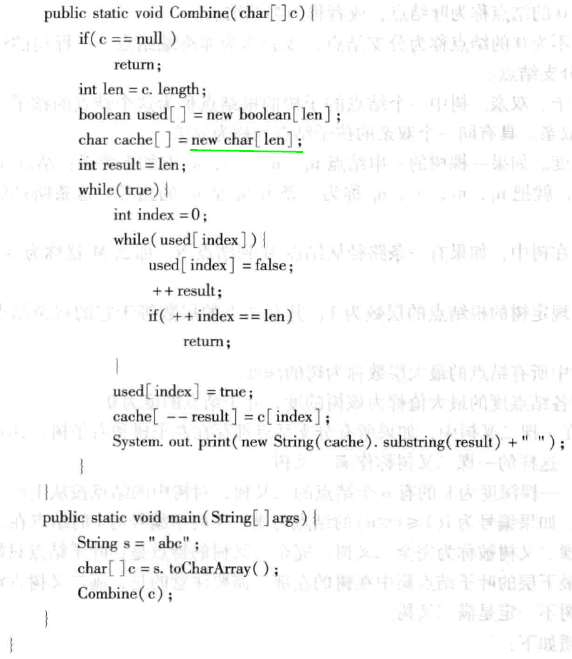 public static void Combine(char[]c){
if(c == null )
return;
int len = c. length;
boolean used[ ] = new boolean[len];
char cache[ ] = new char[len];
int result = len;
while(true){
int index = 0;
while(used[index]){
used[index] = false;
++result;
if( ++index == len)
return;
}
used[index] = true;
cache[ --result] = c[index];
System. out. print( new String(cache). substring(result) + " ");
}
}
public static void main(String[]args){
String s = "abc";
char[]c = s. toCharArray();
Combine(c);
}
}